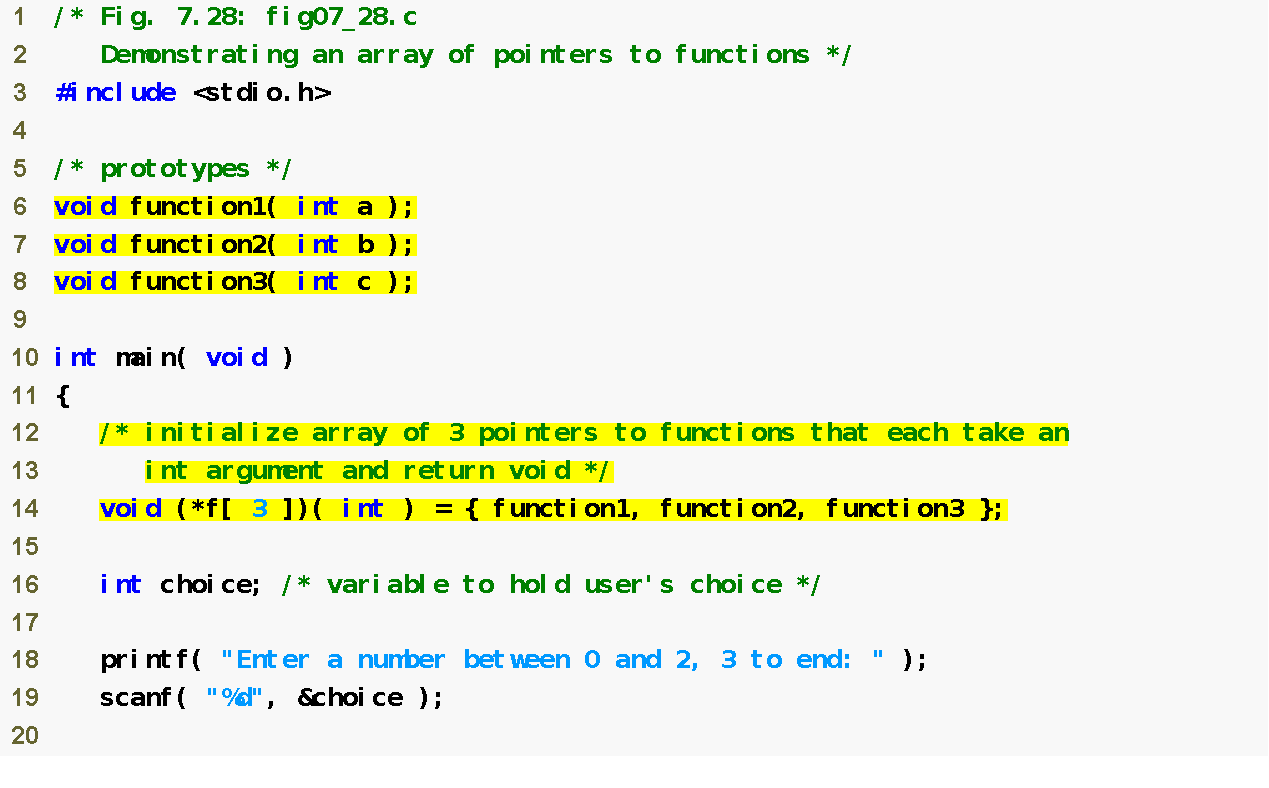 1 /* Fig. 7.28: fig07_28.c
2 Demonstrating an array of pointers to functions */
3 #include <stdio.h>
4
5 /* prototypes */
6 void function1( int a );
7 void function2( int b );
8 void function3( int c );
9
10 int main( void )
11 {
12 /* initialize array of 3 pointers to functions that each take an
13 int argument and return void */
14 void (*f[ 3 ])( int ) = { function1, function2, function3 };
15
16 int choice; /* variable to hold user's choice */
17
18 printf( "Enter a number between 0 and 2, 3 to end: " );
19 scanf( "%d", &choice );
20